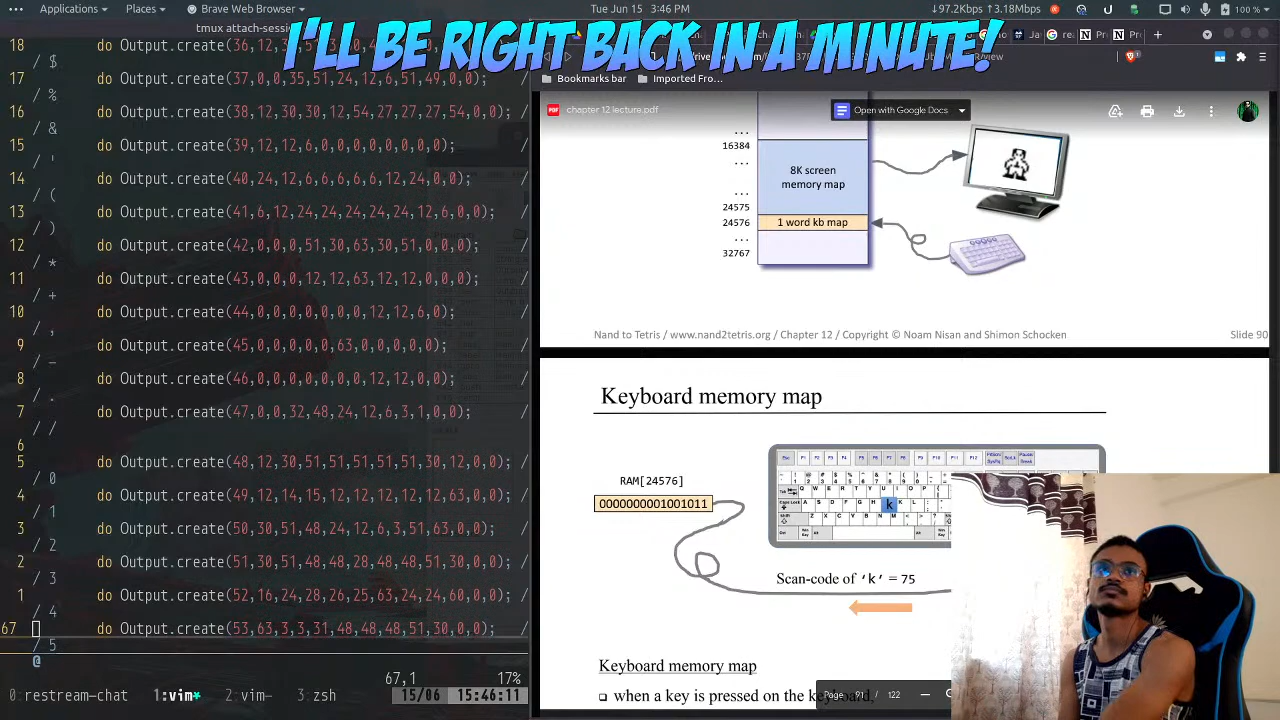 Places Brave Web Browser Tue Jun 15 3:46 PM ↓97.2Kbps ↑3.18Mbps 100 %
I'LL BE RIGHT BACK IN A MINUTE!
Bookmarks bar Imported Fro...
chapter 12 lecture.pdf Open with Google Docs
18 do Output.create(36,12,3
/ $
17 do Output.create(37,0,0,35,51,24,12,6,51,49,0,0);
/ %
16 do Output.create(38,12,30,30,12,54,27,27,27,54,0,0);
/ &
15 do Output.create(39,12,12,6,0,0,0,0,0,0,0,0);
/ '
14 do Output.create(40,24,12,6,6,6,6,6,12,24,0,0);
/ (
13 do Output.create(41,6,12,24,24,24,24,24,12,6,0,0);
/ )
12 do Output.create(42,0,0,0,51,30,63,30,51,0,0,0);
/ *
11 do Output.create(43,0,0,0,12,12,63,12,12,0,0,0);
/ +
10 do Output.create(44,0,0,0,0,0,0,0,12,12,6,0);
/ ,
9 do Output.create(45,0,0,0,0,0,63,0,0,0,0,0);
/ -
8 do Output.create(46,0,0,0,0,0,0,0,12,12,0,0);
/ .
7 do Output.create(47,0,0,32,48,24,12,6,3,1,0,0);
/ /
6
5 do Output.create(48,12,30,51,51,51,51,51,30,12,0,0);
/ 0
4 do Output.create(49,12,14,15,12,12,12,12,12,63,0,0);
/ 1
3 do Output.create(50,30,51,48,24,12,6,3,51,63,0,0);
/ 2
2 do Output.create(51,30,51,48,48,28,48,48,51,30,0,0);
/ 3
1 do Output.create(52,16,24,28,26,25,63,24,24,60,0,0);
/ 4
67 do Output.create(53,63,3,3,31,48,48,48,51,30,0,0);
/ 5
@
67,1 17%
0 restream-chat 1:vim* 2 vim- 3 zsh 15/06 15:46:11
...
16384
...
8K screen
memory map
...
24575
24576 1 word kb map
...
32767
Nand to Tetris / www.nand2tetris.org / Chapter 12 / Copyright © Noam Nisan and Shimon Schocken Slide 90
Keyboard memory map
RAM[24576]
0000000001001011
k
Scan-code of 'k' = 75
Keyboard memory map
when a key is pressed on the keyboard,
Page 91 / 122